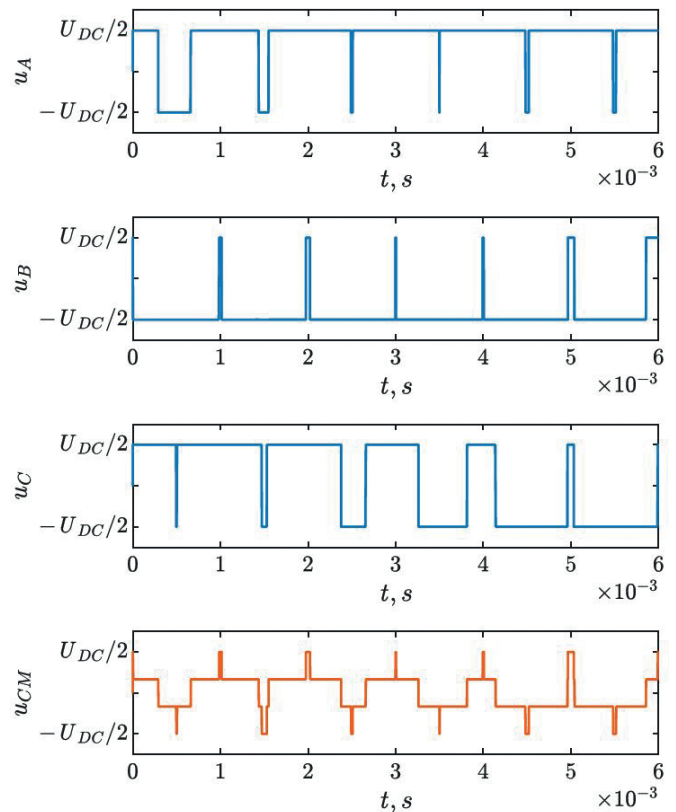 U_DC/2
u_A
−U_DC/2
0 1 2 3 4 5 6
t, s ×10⁻³
U_DC/2
u_B
−U_DC/2
0 1 2 3 4 5 6
t, s ×10⁻³
U_DC/2
u_C
−U_DC/2
0 1 2 3 4 5 6
t, s ×10⁻³
U_DC/2
u_CM
−U_DC/2
0 1 2 3 4 5 6
t, s ×10⁻³